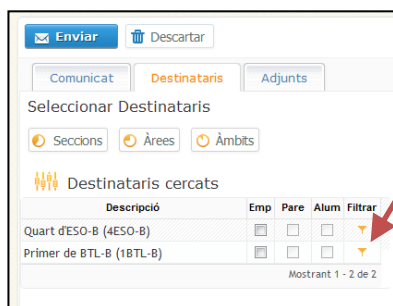 Enviar Descartar
Comunicat Destinataris Adjunts
Seleccionar Destinataris
Seccions Àrees Àmbits
Destinataris cercats
Descripció Emp Pare Alum Filtrar
Quart d'ESO-B (4ESO-B)
Primer de BTL-B (1BTL-B)
Mostrant 1 - 2 de 2